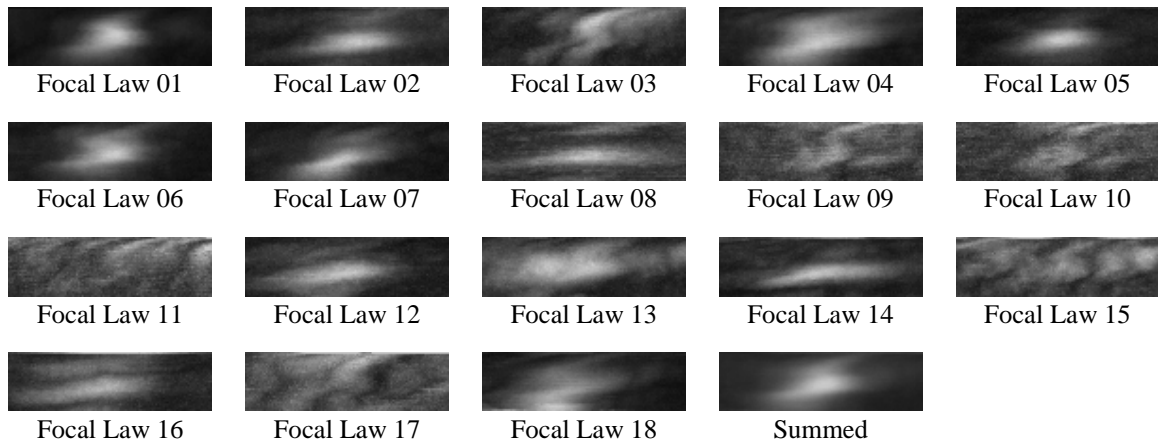 Focal Law 01 Focal Law 02 Focal Law 03 Focal Law 04 Focal Law 05
Focal Law 06 Focal Law 07 Focal Law 08 Focal Law 09 Focal Law 10
Focal Law 11 Focal Law 12 Focal Law 13 Focal Law 14 Focal Law 15
Focal Law 16 Focal Law 17 Focal Law 18 Summed